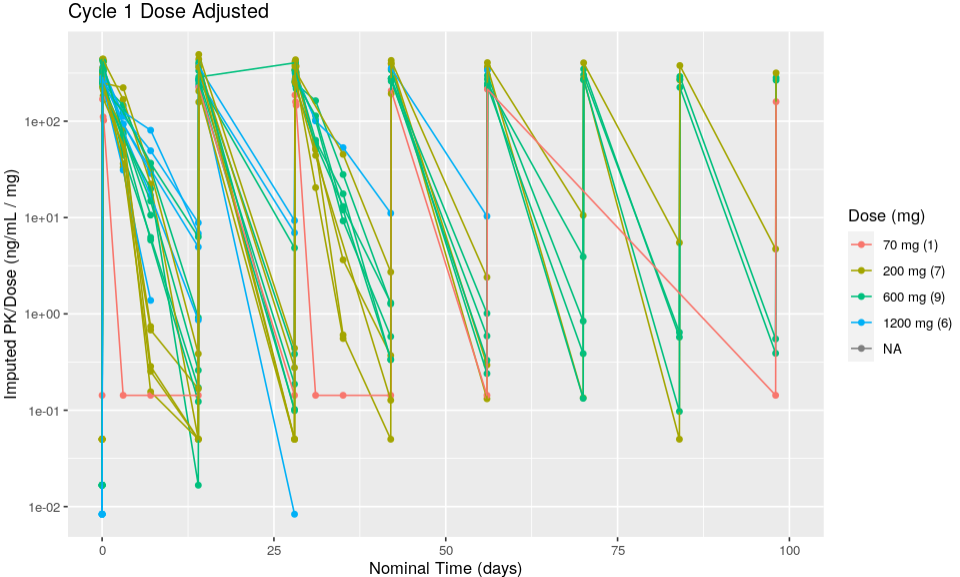 Cycle 1 Dose Adjusted
Imputed PK/Dose (ng/mL / mg)
1e+02
1e+01
1e+00
1e-01
1e-02
0 25 50 75 100
Nominal Time (days)
Dose (mg)
70 mg (1)
200 mg (7)
600 mg (9)
1200 mg (6)
NA